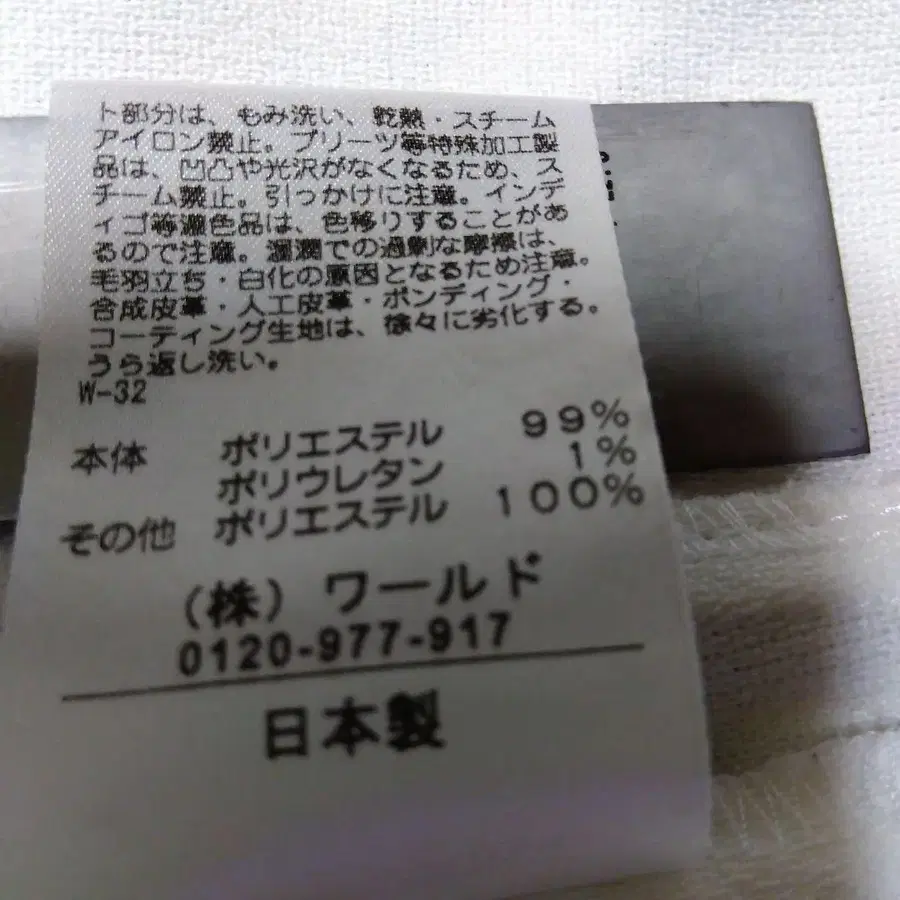 ト部分は、もみ洗い、乾熱・スチーム
アイロン禁止。プリーツ等特殊加工製
品は、凹凸や光沢がなくなるため、ス
チーム禁止。引っかけに注意。インデ
ィゴ等濃色品は、色移りすることがあ
るので注意。湿潤での過剰な摩擦は、
毛羽立ち・白化の原因となるため注意。
合成皮革・人工皮革・ボンディング・
コーティング生地は、徐々に劣化する。
うら返し洗い。
W-32
本体 ポリエステル 99%
ポリウレタン 1%
その他 ポリエステル 100%
(株) ワールド
0120-977-917
日本製